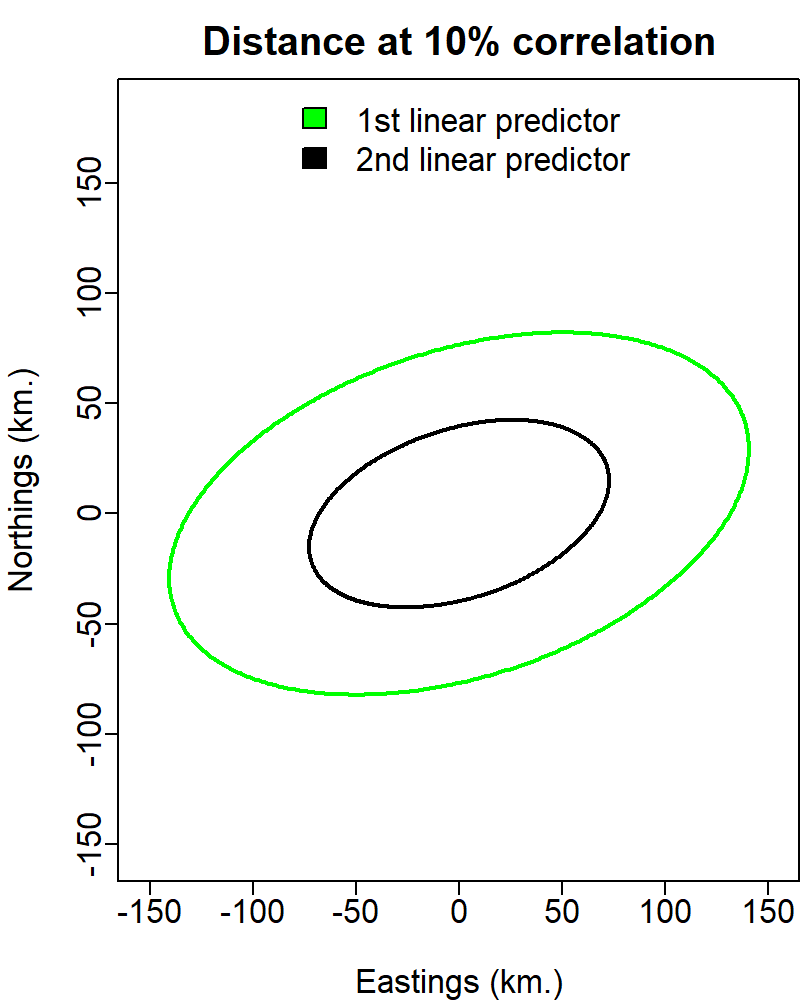 Distance at 10% correlation
1st linear predictor
2nd linear predictor
150
100
50
0
-50
-100
-150
Northings (km.)
-150 -100 -50 0 50 100 150
Eastings (km.)